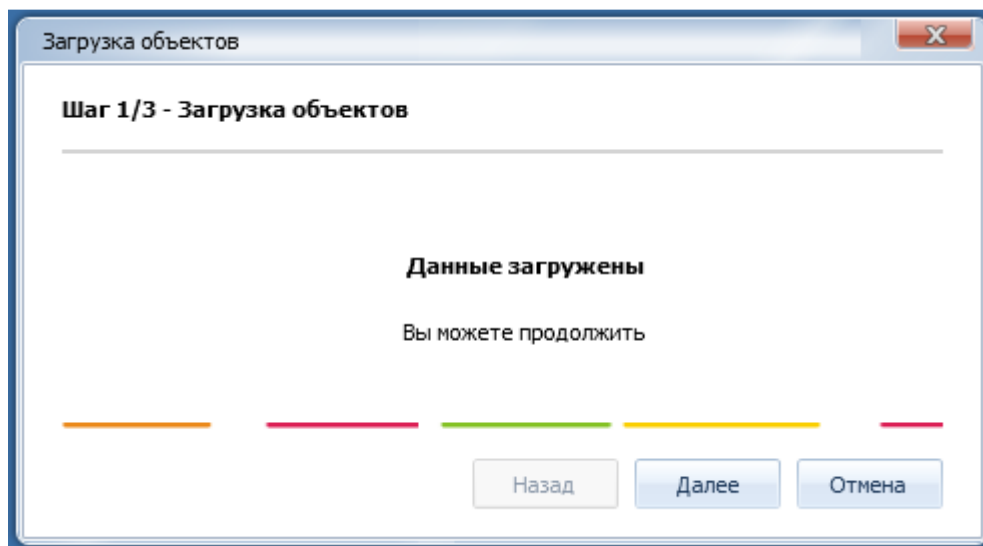 Загрузка объектов
Шаг 1/3 - Загрузка объектов
Данные загружены
Вы можете продолжить
Назад Далее Отмена